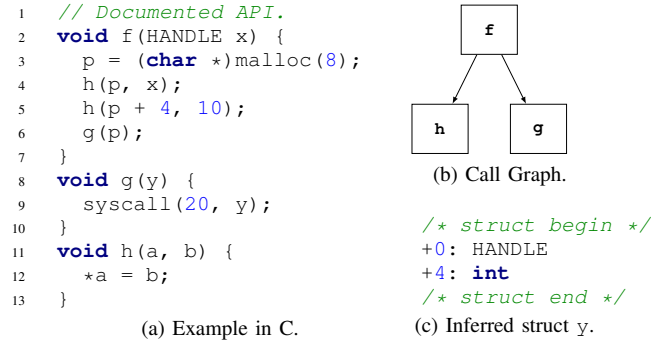 1 // Documented API.
2 void f(HANDLE x) {
3 p = (char *)malloc(8);
4 h(p, x);
5 h(p + 4, 10);
6 g(p);
7 }
8 void g(y) {
9 syscall(20, y);
10 }
11 void h(a, b) {
12 *a = b;
13 }
(a) Example in C.
f
h g
(b) Call Graph.
/* struct begin */
+0: HANDLE
+4: int
/* struct end */
(c) Inferred struct y.